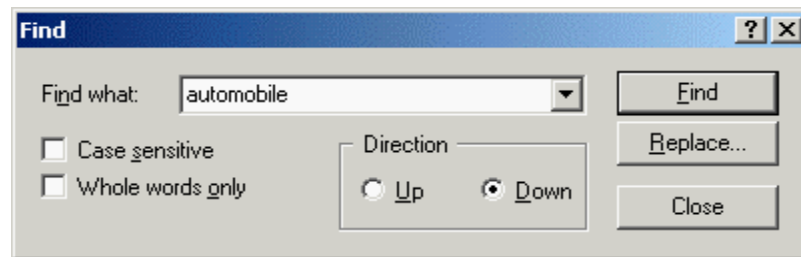 Find
Find what: automobile
Find
Case sensitive
Whole words only
Direction
Up Down
Replace...
Close